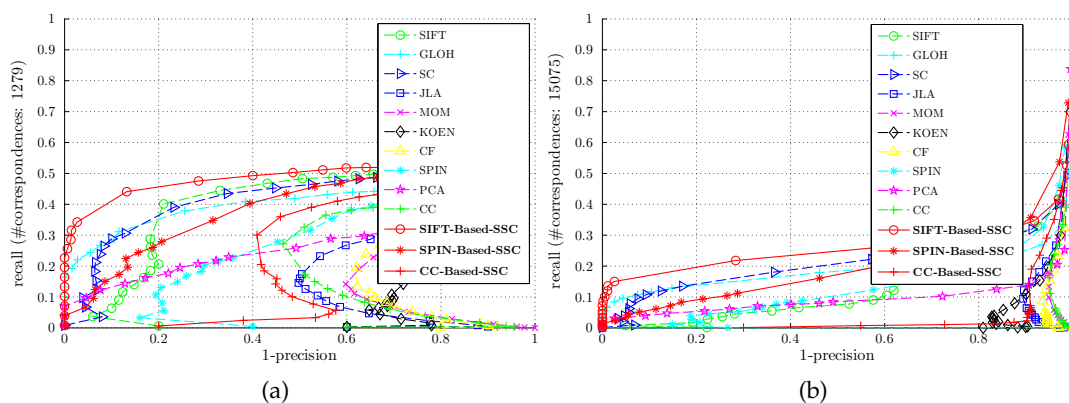 1
0.9
0.8
0.7
0.6
0.5
0.4
0.3
0.2
0.1
0
recall (#correspondences: 1279)
0 0.2 0.4 0.6 0.8 1
1-precision
SIFT
GLOH
SC
JLA
MOM
KOEN
CF
SPIN
PCA
CC
SIFT-Based-SSC
SPIN-Based-SSC
CC-Based-SSC
(a)
1
0.9
0.8
0.7
0.6
0.5
0.4
0.3
0.2
0.1
0
recall (#correspondences: 15075)
0 0.2 0.4 0.6 0.8
1-precision
SIFT
GLOH
SC
JLA
MOM
KOEN
CF
SPIN
PCA
CC
SIFT-Based-SSC
SPIN-Based-SSC
CC-Based-SSC
(b)